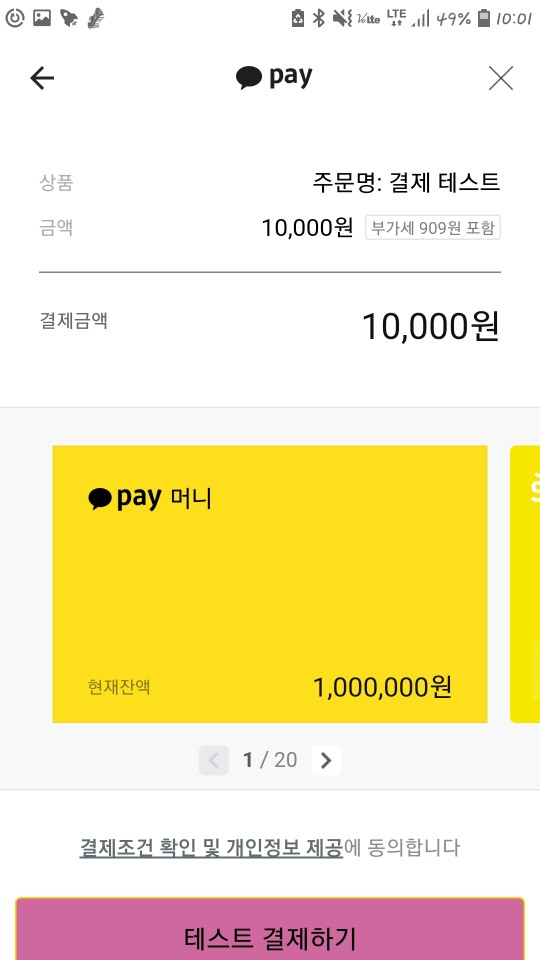 Volte LTE 49% 10:01
pay
상품 주문명: 결제 테스트
금액 10,000원 부가세 909원 포함
결제금액 10,000원
pay 머니
현재잔액 1,000,000원
1 / 20
결제조건 확인 및 개인정보 제공에 동의합니다
테스트 결제하기